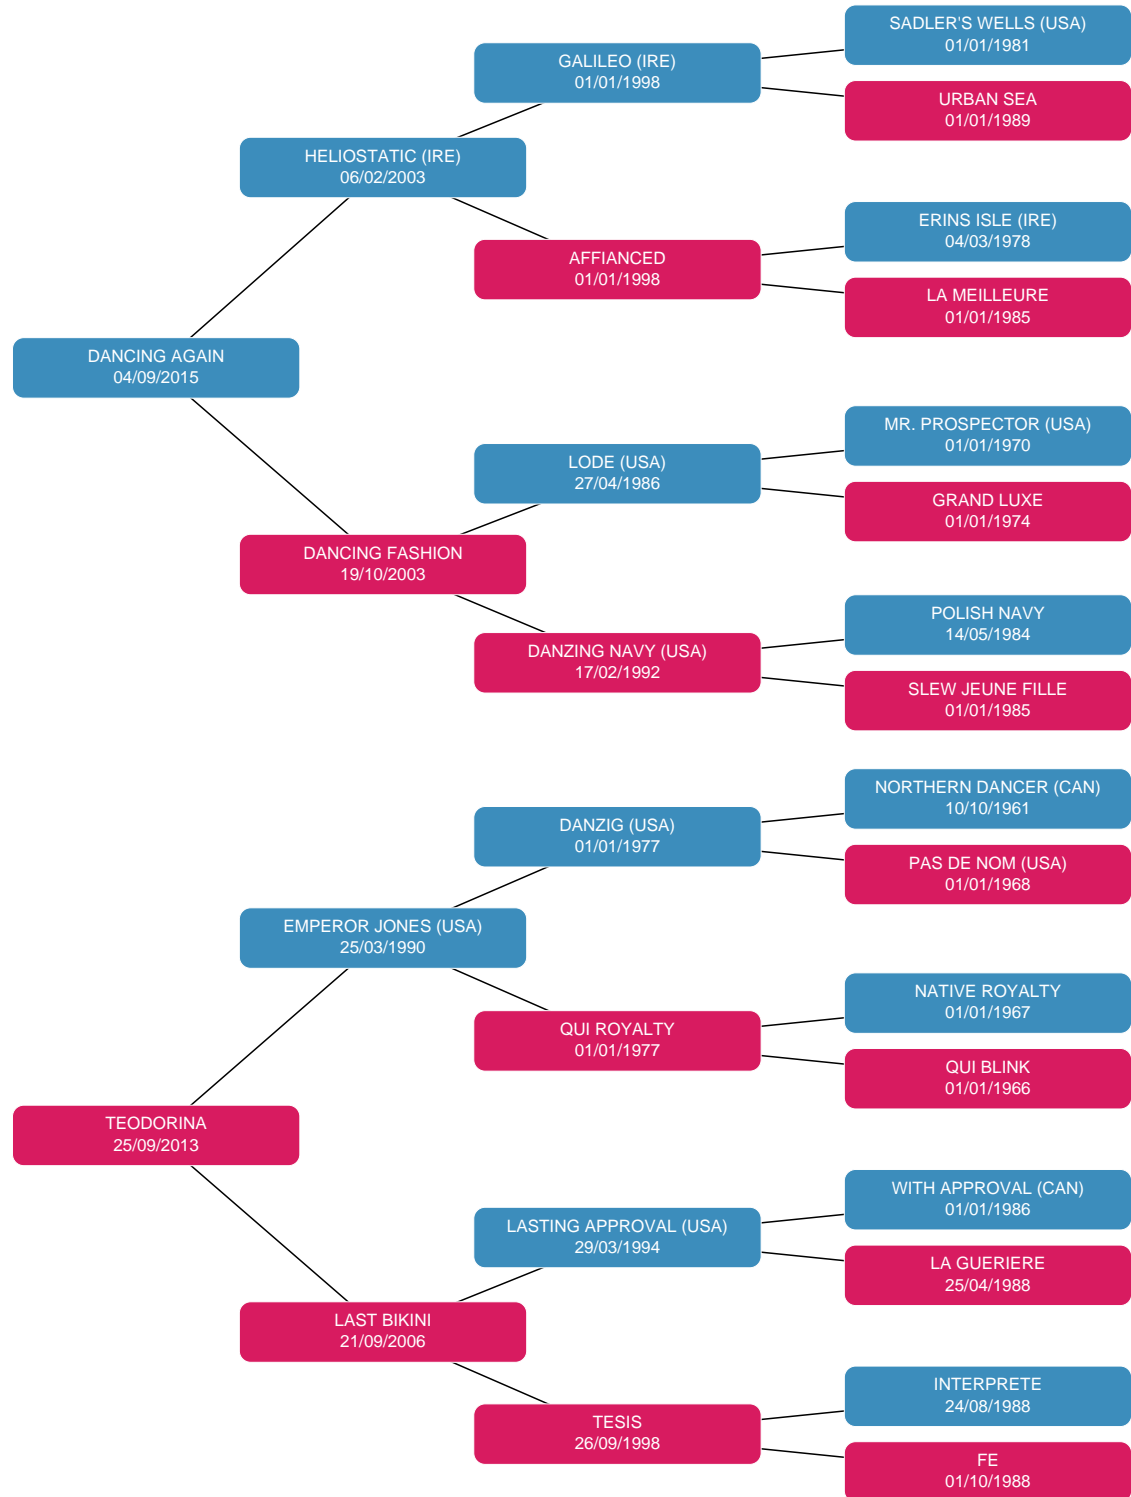 SADLER'S WELLS (USA)
01/01/1981
GALILEO (IRE)
01/01/1998
URBAN SEA
01/01/1989
HELIOSTATIC (IRE)
06/02/2003
ERINS ISLE (IRE)
04/03/1978
AFFIANCED
01/01/1998
LA MEILLEURE
01/01/1985
DANCING AGAIN
04/09/2015
MR. PROSPECTOR (USA)
01/01/1970
LODE (USA)
27/04/1986
GRAND LUXE
01/01/1974
DANCING FASHION
19/10/2003
POLISH NAVY
14/05/1984
DANZING NAVY (USA)
17/02/1992
SLEW JEUNE FILLE
01/01/1985
NORTHERN DANCER (CAN)
10/10/1961
DANZIG (USA)
01/01/1977
PAS DE NOM (USA)
01/01/1968
EMPEROR JONES (USA)
25/03/1990
NATIVE ROYALTY
01/01/1967
QUI ROYALTY
01/01/1977
QUI BLINK
01/01/1966
TEODORINA
25/09/2013
WITH APPROVAL (CAN)
01/01/1986
LASTING APPROVAL (USA)
29/03/1994
LA GUERIERE
25/04/1988
LAST BIKINI
21/09/2006
INTERPRETE
24/08/1988
TESIS
26/09/1998
FE
01/10/1988